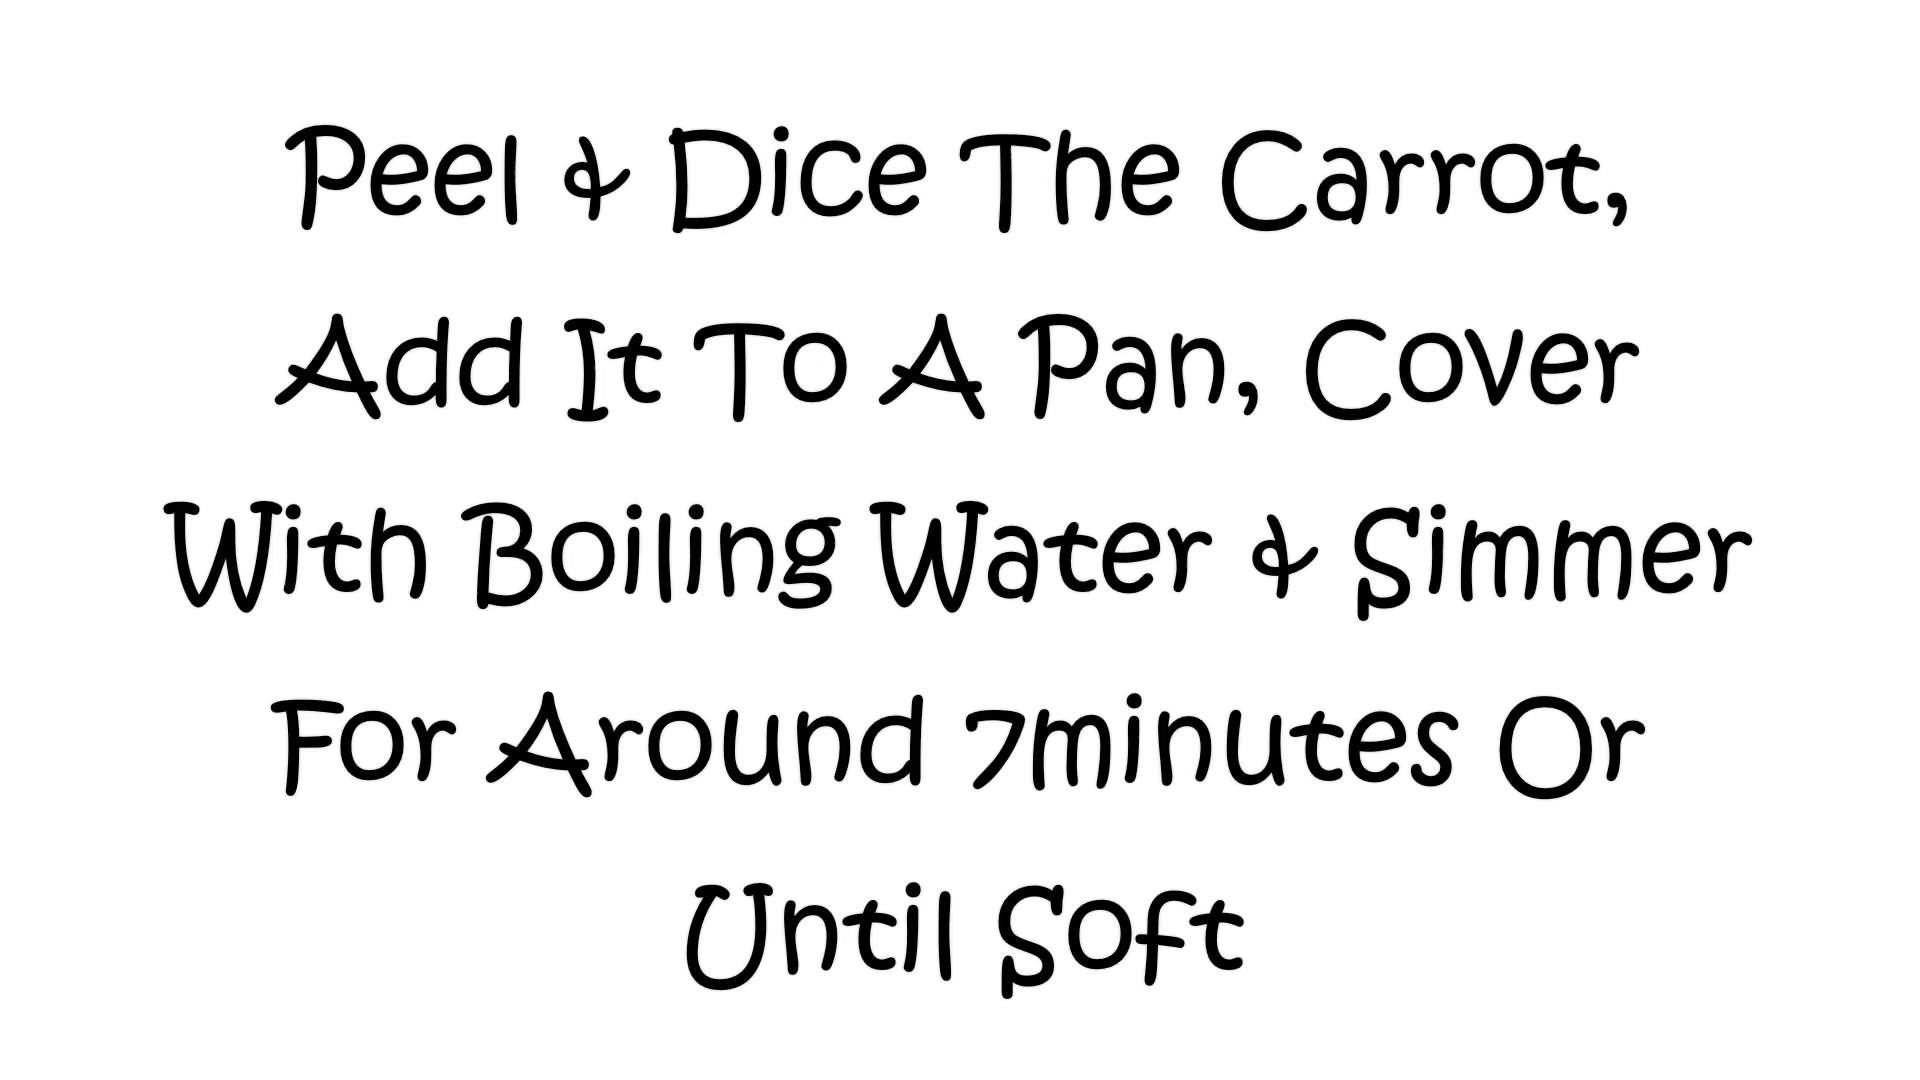 Peel & Dice The Carrot,
Add It To A Pan, Cover
With Boiling Water & Simmer
For Around 7minutes Or
Until Soft